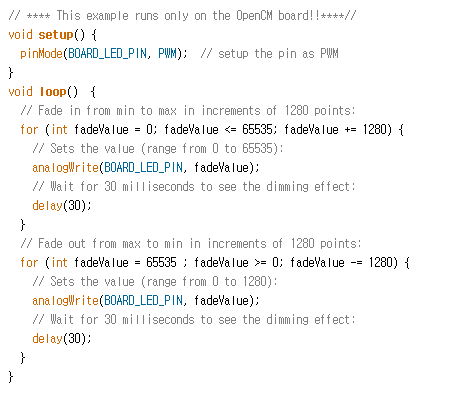 // **** This example runs only on the OpenCM board!!****//
void setup() {
  pinMode(BOARD_LED_PIN, PWM);  // setup the pin as PWM
}
void loop()  {
  // Fade in from min to max in increments of 1280 points:
  for (int fadeValue = 0; fadeValue <= 65535; fadeValue += 1280) {
    // Sets the value (range from 0 to 65535):
    analogWrite(BOARD_LED_PIN, fadeValue);
    // Wait for 30 milliseconds to see the dimming effect:
    delay(30);
  }
  // Fade out from max to min in increments of 1280 points:
  for (int fadeValue = 65535 ; fadeValue >= 0; fadeValue -= 1280) {
    // Sets the value (range from 0 to 1280):
    analogWrite(BOARD_LED_PIN, fadeValue);
    // Wait for 30 milliseconds to see the dimming effect:
    delay(30);
  }
}